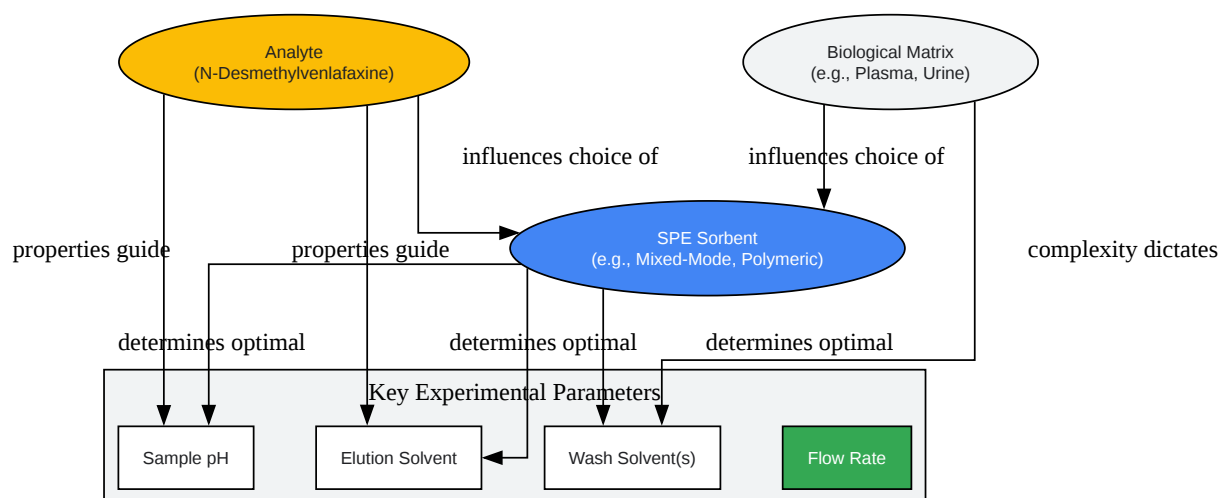 Analyte
(N-Desmethylvenlafaxine)
Biological Matrix
(e.g., Plasma, Urine)
influences choice of
influences choice of
SPE Sorbent
(e.g., Mixed-Mode, Polymeric)
properties guide
properties guide
complexity dictates
determines optimal
determines optimal
determines optimal
Key Experimental Parameters
Sample pH
Elution Solvent
Wash Solvent(s)
Flow Rate